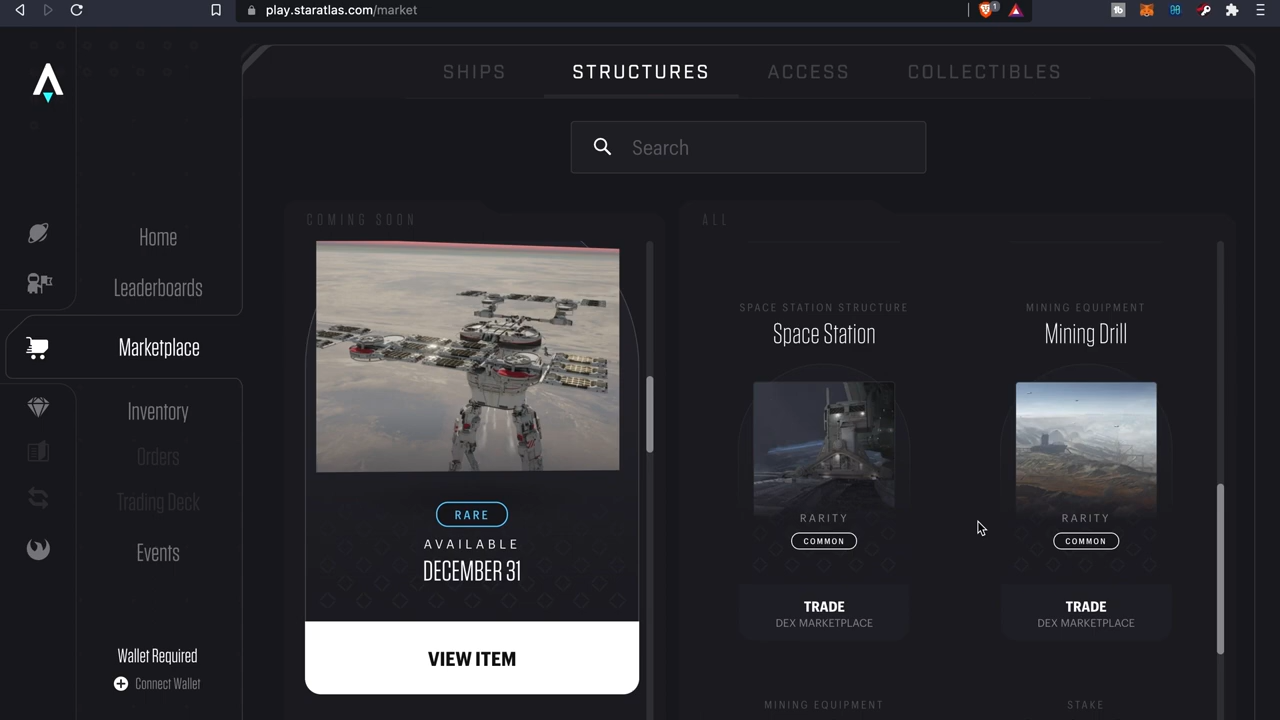 play.staratlas.com/market
1
tb
SHIPS
STRUCTURES
ACCESS
COLLECTIBLES
Search
Home
Leaderboards
Marketplace
Inventory
Orders
Trading Deck
Events
Wallet Required
Connect Wallet
COMING SOON
RARE
AVAILABLE
DECEMBER 31
VIEW ITEM
ALL
SPACE STATION STRUCTURE
Space Station
RARITY
COMMON
TRADE
DEX MARKETPLACE
MINING EQUIPMENT
Mining Drill
RARITY
COMMON
TRADE
DEX MARKETPLACE
MINING EQUIPMENT
STAKE